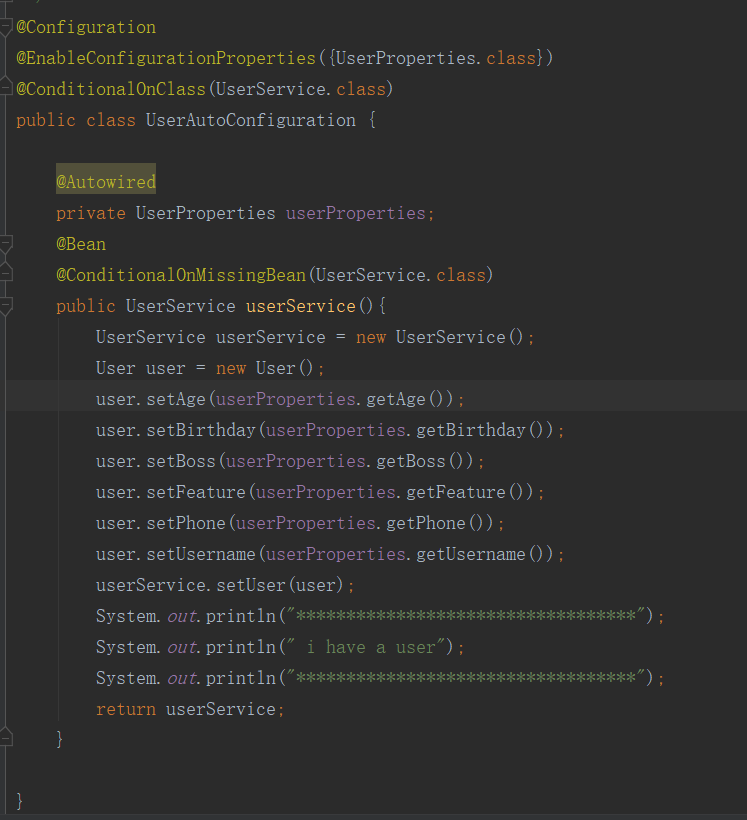 @Configuration
@EnableConfigurationProperties({UserProperties.class})
@ConditionalOnClass(UserService.class)
public class UserAutoConfiguration {
@Autowired
private UserProperties userProperties;
@Bean
@ConditionalOnMissingBean(UserService.class)
public UserService userService(){
UserService userService = new UserService();
User user = new User();
user.setAge(userProperties.getAge());
user.setBirthday(userProperties.getBirthday());
user.setBoss(userProperties.getBoss());
user.setFeature(userProperties.getFeature());
user.setPhone(userProperties.getPhone());
user.setUsername(userProperties.getUsername());
userService.setUser(user);
System.out.println("**********************************");
System.out.println(" i have a user");
System.out.println("**********************************");
return userService;
}
}